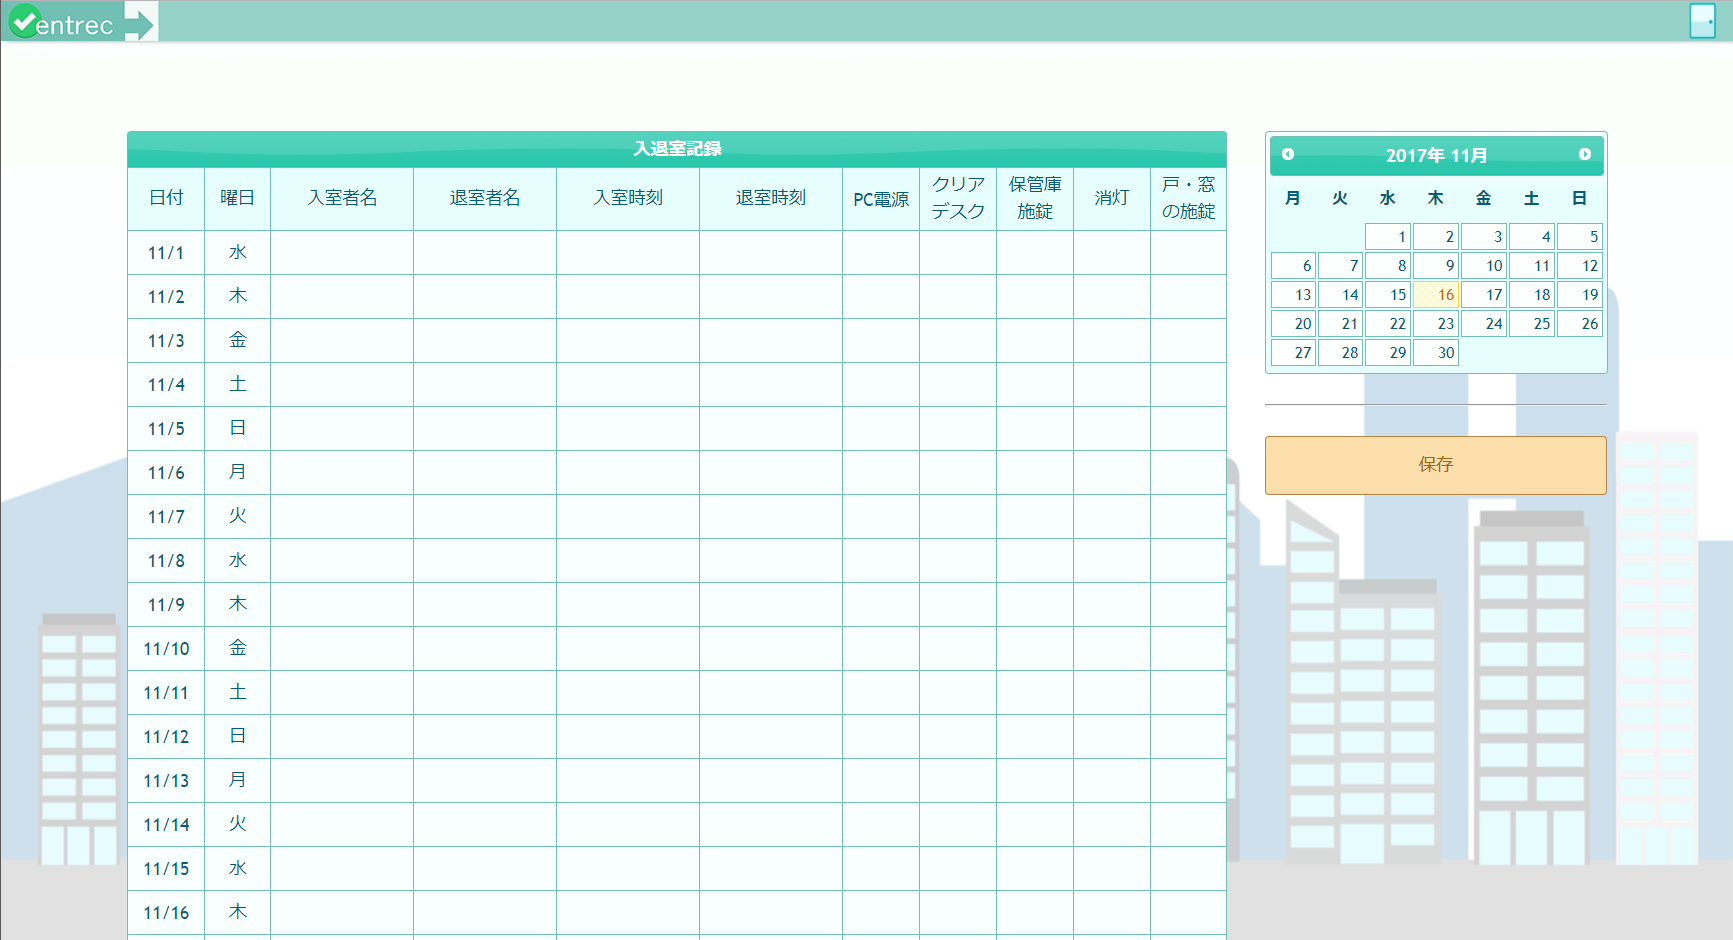 entrec
入退室記録
日付 曜日 入室者名 退室者名 入室時刻 退室時刻 PC電源 クリアデスク 保管庫施錠 消灯 戸・窓の施錠
11/1 水
11/2 木
11/3 金
11/4 土
11/5 日
11/6 月
11/7 火
11/8 水
11/9 木
11/10 金
11/11 土
11/12 日
11/13 月
11/14 火
11/15 水
11/16 木
2017年 11月
月 火 水 木 金 土 日
1 2 3 4 5
6 7 8 9 10 11 12
13 14 15 16 17 18 19
20 21 22 23 24 25 26
27 28 29 30
保存